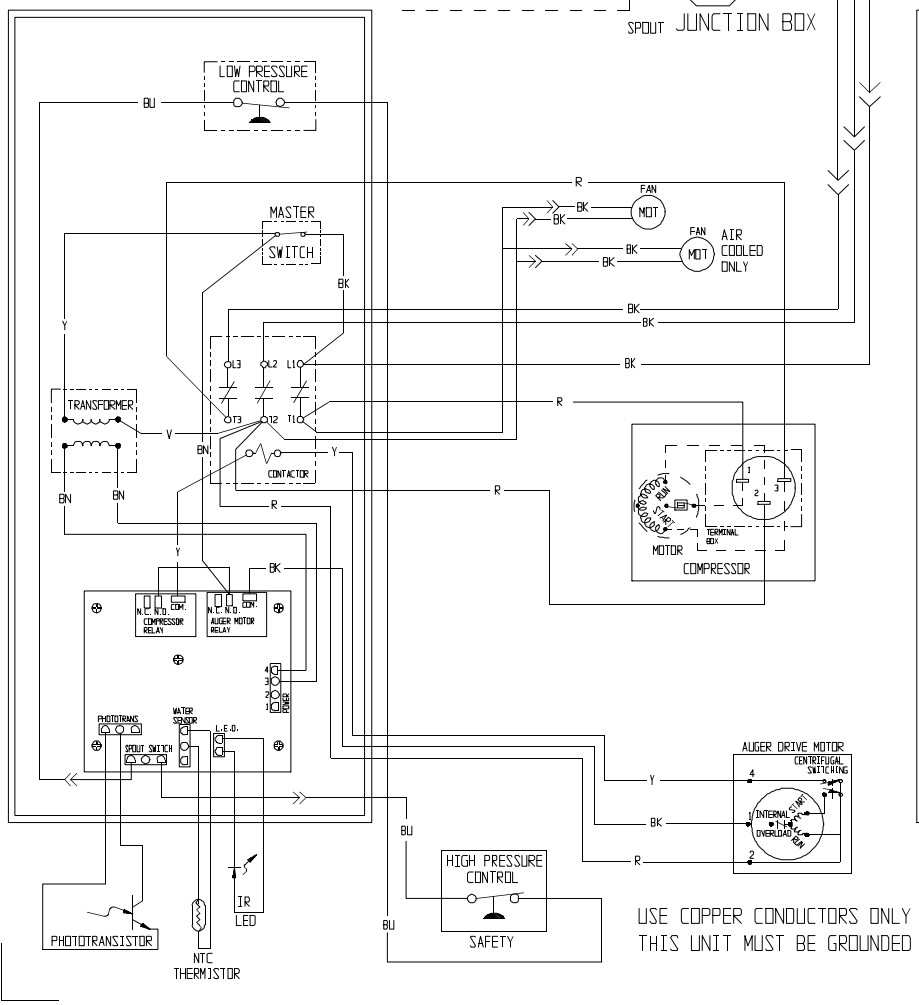 SPOUT JUNCTION BOX
LOW PRESSURE
CONTROL
BU
R
FAN
MOT
BK
BK
MASTER
SWITCH
FAN
MOT
BK
BK
AIR
COOLED
ONLY
BK
BK
BK
Y
L3
L2
L1
BK
TRANSFORMER
R
T3
T2
T1
V
BN
Y
CONTACTOR
BN
BN
R
R
1
2
3
RUN
START
TERMINAL
BOX
MOTOR
COMPRESSOR
Y
BK
N.C.
N.O.
COM.
COMPRESSOR
RELAY
N.C.
N.O.
COM.
AUGER MOTOR
RELAY
4
3
2
1
POWER
WATER
SENSOR
PHOTOTRANS
L.E.D.
SPOUT SWITCH
AUGER DRIVE MOTOR
CENTRIFUGAL
SWITCHING
4
Y
START
1
INTERNAL
OVERLOAD
BK
RUN
2
R
BU
HIGH PRESSURE
CONTROL
SAFETY
IR
LED
BU
PHOTOTRANSISTOR
NTC
THERMISTOR
USE COPPER CONDUCTORS ONLY
THIS UNIT MUST BE GROUNDED